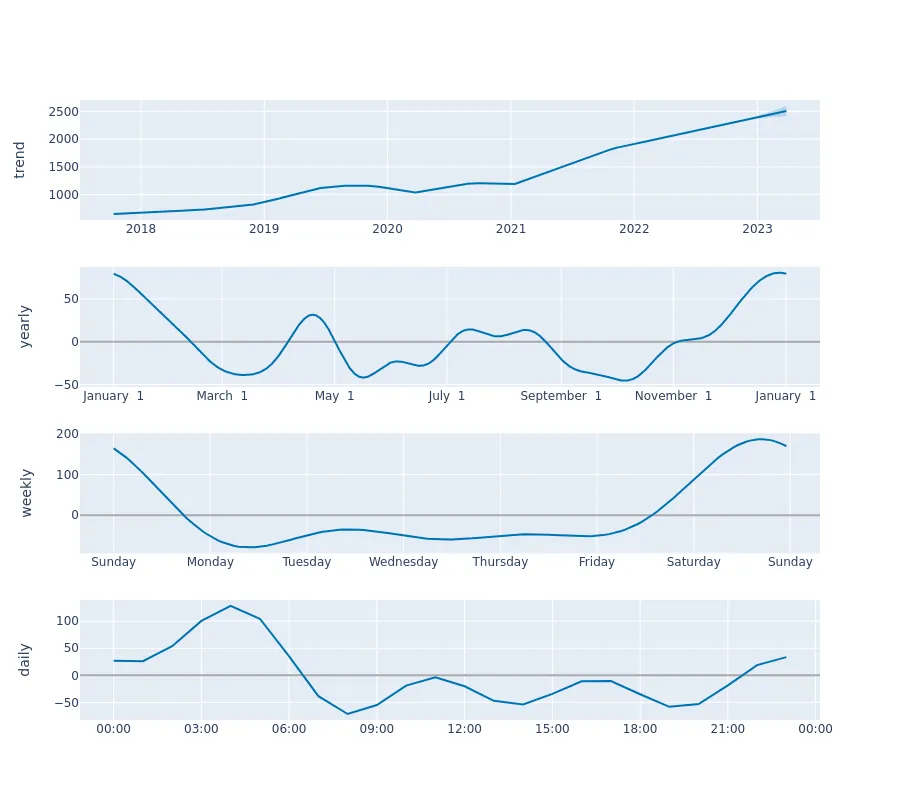 trend
2500
2000
1500
1000
2018 2019 2020 2021 2022 2023
yearly
50
0
−50
January 1 March 1 May 1 July 1 September 1 November 1 January 1
weekly
200
100
0
Sunday Monday Tuesday Wednesday Thursday Friday Saturday Sunday
daily
100
50
0
−50
00:00 03:00 06:00 09:00 12:00 15:00 18:00 21:00 00:00